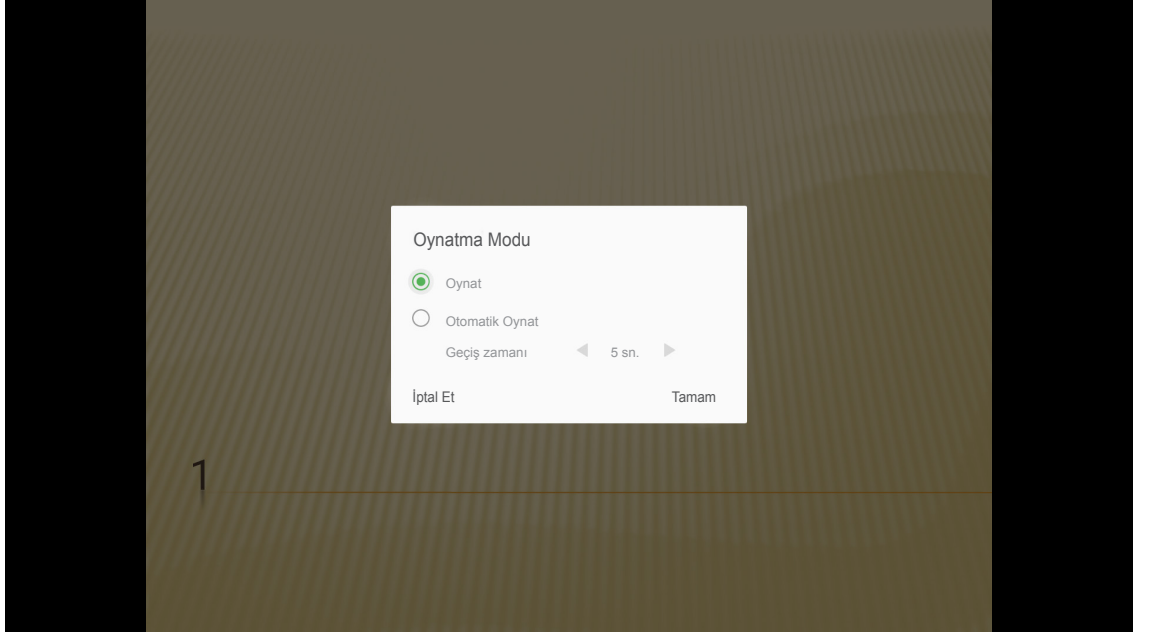 Oynatma Modu
Oynat
Otomatik Oynat
Geçiş zamanı 5 sn.
İptal Et Tamam
1